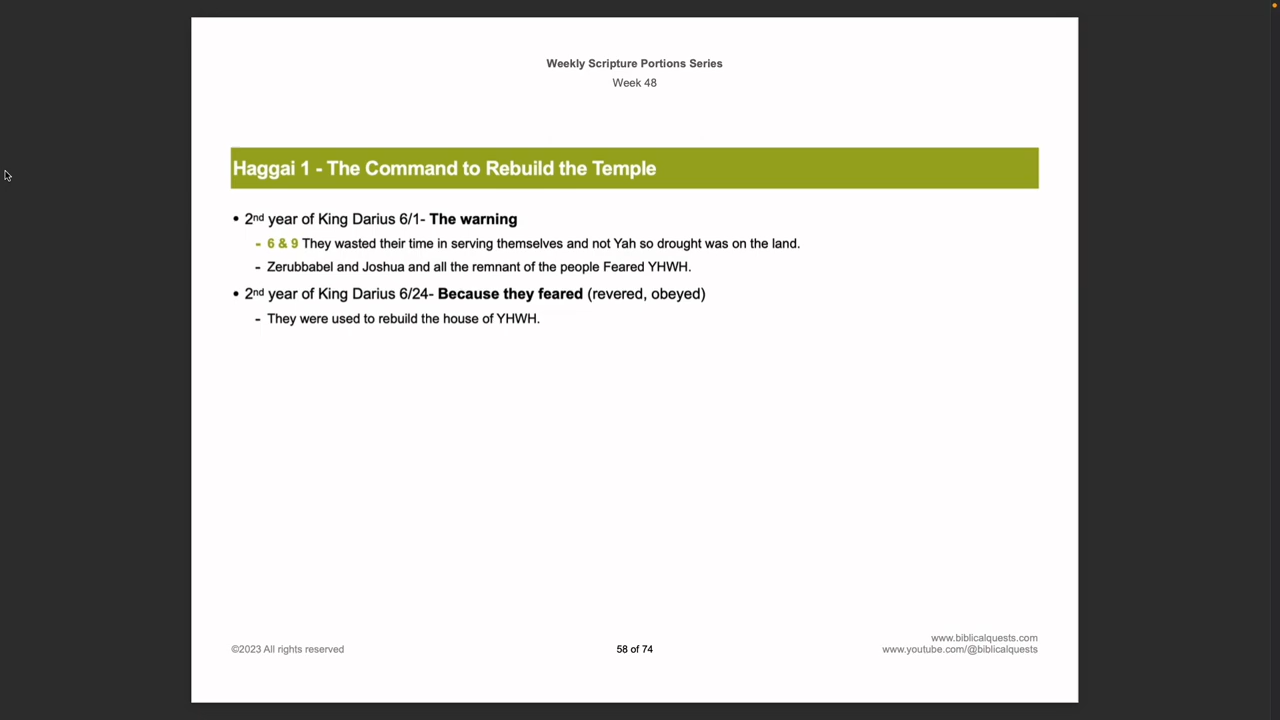 Weekly Scripture Portions Series
Week 48
Haggai 1 - The Command to Rebuild the Temple
• 2nd year of King Darius 6/1- The warning
- 6 & 9 They wasted their time in serving themselves and not Yah so drought was on the land.
- Zerubbabel and Joshua and all the remnant of the people Feared YHWH.
• 2nd year of King Darius 6/24- Because they feared (revered, obeyed)
- They were used to rebuild the house of YHWH.
www.biblicalquests.com
©2023 All rights reserved 58 of 74 www.youtube.com/@biblicalquests